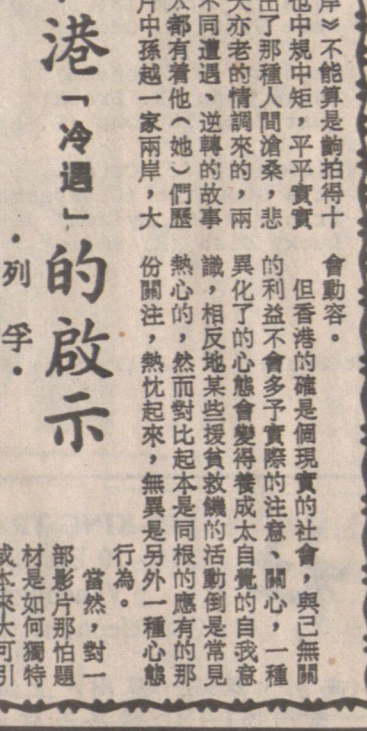 港「冷遇」的啟示
·列孚·
岸》不能算是齣拍得十
也中規中矩，平平實實
出了那種人間滄桑，悲
亦老的情調來的，兩
不同遭遇、逆轉的故事
都有着他（她）們歷
片中孫越一家兩岸，大
會動容。
但香港的確是個現實的社會，與己無關
的利益不會多予實際的注意、關心，一種
異化了的心態會變得養成太自覺的自我意
識，相反地某些援貧救饑的活動倒是常見
熱心的，然而對比起本是同根的應有的那
份關注，熱忱起來，無異是另外一種心態
行為。
當然，對一
部影片那怕題
材是如何獨特
或本來大可引